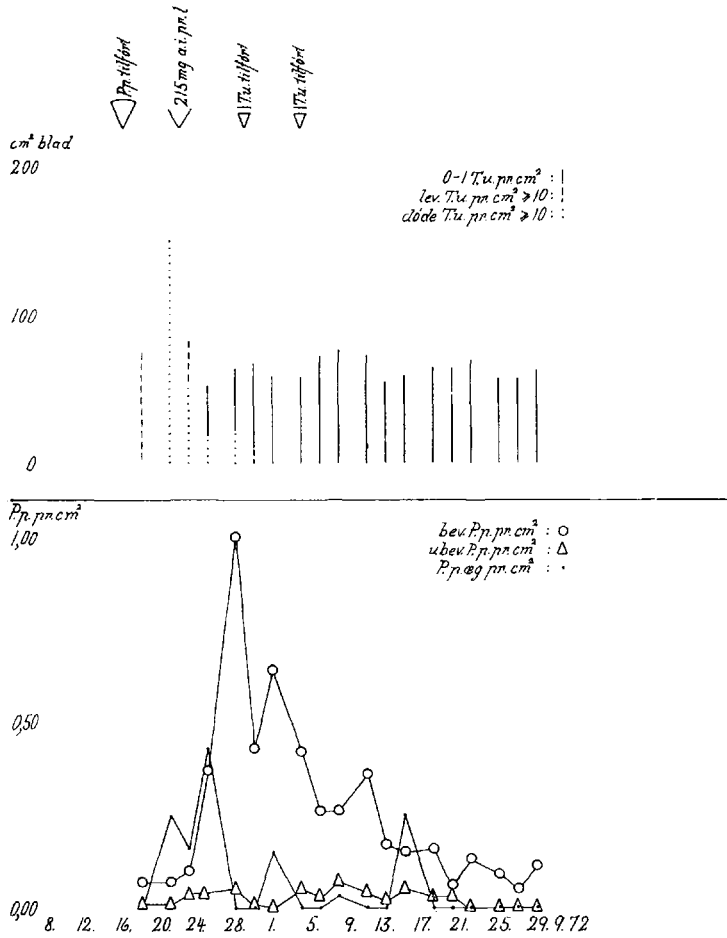 P.p. tilført
215 mg a.i. pr. l
T.u. tilført
T.u. tilført
cm² blad
200
100
0
0-1 T.u. pr. cm² :
lev. T.u. pr. cm² ⩾ 10 :
døde T.u. pr. cm² ⩾ 10 :
P.p. pr. cm²
1,00
0,50
0,00
bev. P.p. pr. cm² :
ubev. P.p. pr. cm² :
P.p. æg pr. cm² :
8. 12. 16. 20. 24. 28. 1. 5. 9. 13. 17. 21. 25. 29. 9. 72